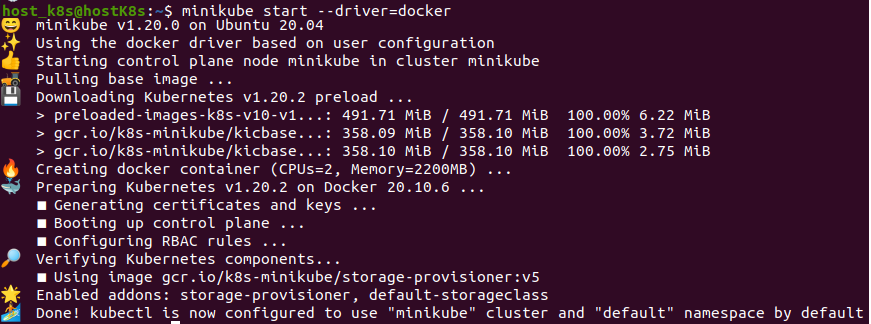 host_k8s@hostK8s:~$ minikube start --driver=docker
😄 minikube v1.20.0 on Ubuntu 20.04
✨ Using the docker driver based on user configuration
👍 Starting control plane node minikube in cluster minikube
🚜 Pulling base image ...
💾 Downloading Kubernetes v1.20.2 preload ...
> preloaded-images-k8s-v10-v1...: 491.71 MiB / 491.71 MiB 100.00% 6.22 MiB
> gcr.io/k8s-minikube/kicbase...: 358.09 MiB / 358.10 MiB 100.00% 3.72 MiB
> gcr.io/k8s-minikube/kicbase...: 358.10 MiB / 358.10 MiB 100.00% 2.75 MiB
🔥 Creating docker container (CPUs=2, Memory=2200MB) ...
🐳 Preparing Kubernetes v1.20.2 on Docker 20.10.6 ...
▪ Generating certificates and keys ...
▪ Booting up control plane ...
▪ Configuring RBAC rules ...
🔎 Verifying Kubernetes components...
▪ Using image gcr.io/k8s-minikube/storage-provisioner:v5
🌟 Enabled addons: storage-provisioner, default-storageclass
🏄 Done! kubectl is now configured to use "minikube" cluster and "default" namespace by default